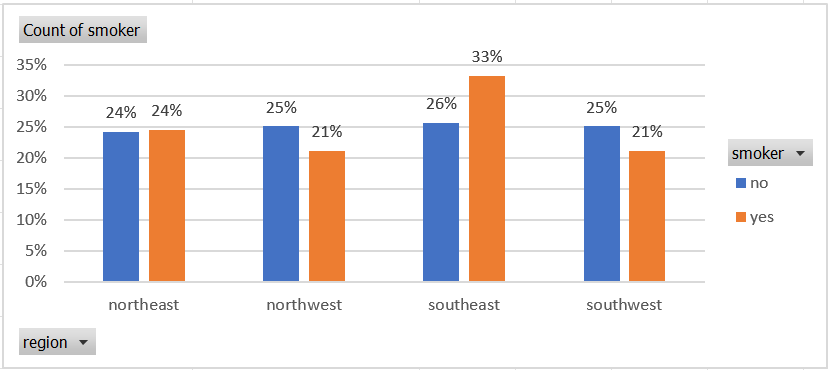 Count of smoker
35%
30%
25%
20%
15%
10%
5%
0%
24% 24%
25%
21%
26%
33%
25%
21%
northeast northwest southeast southwest
smoker
no
yes
region